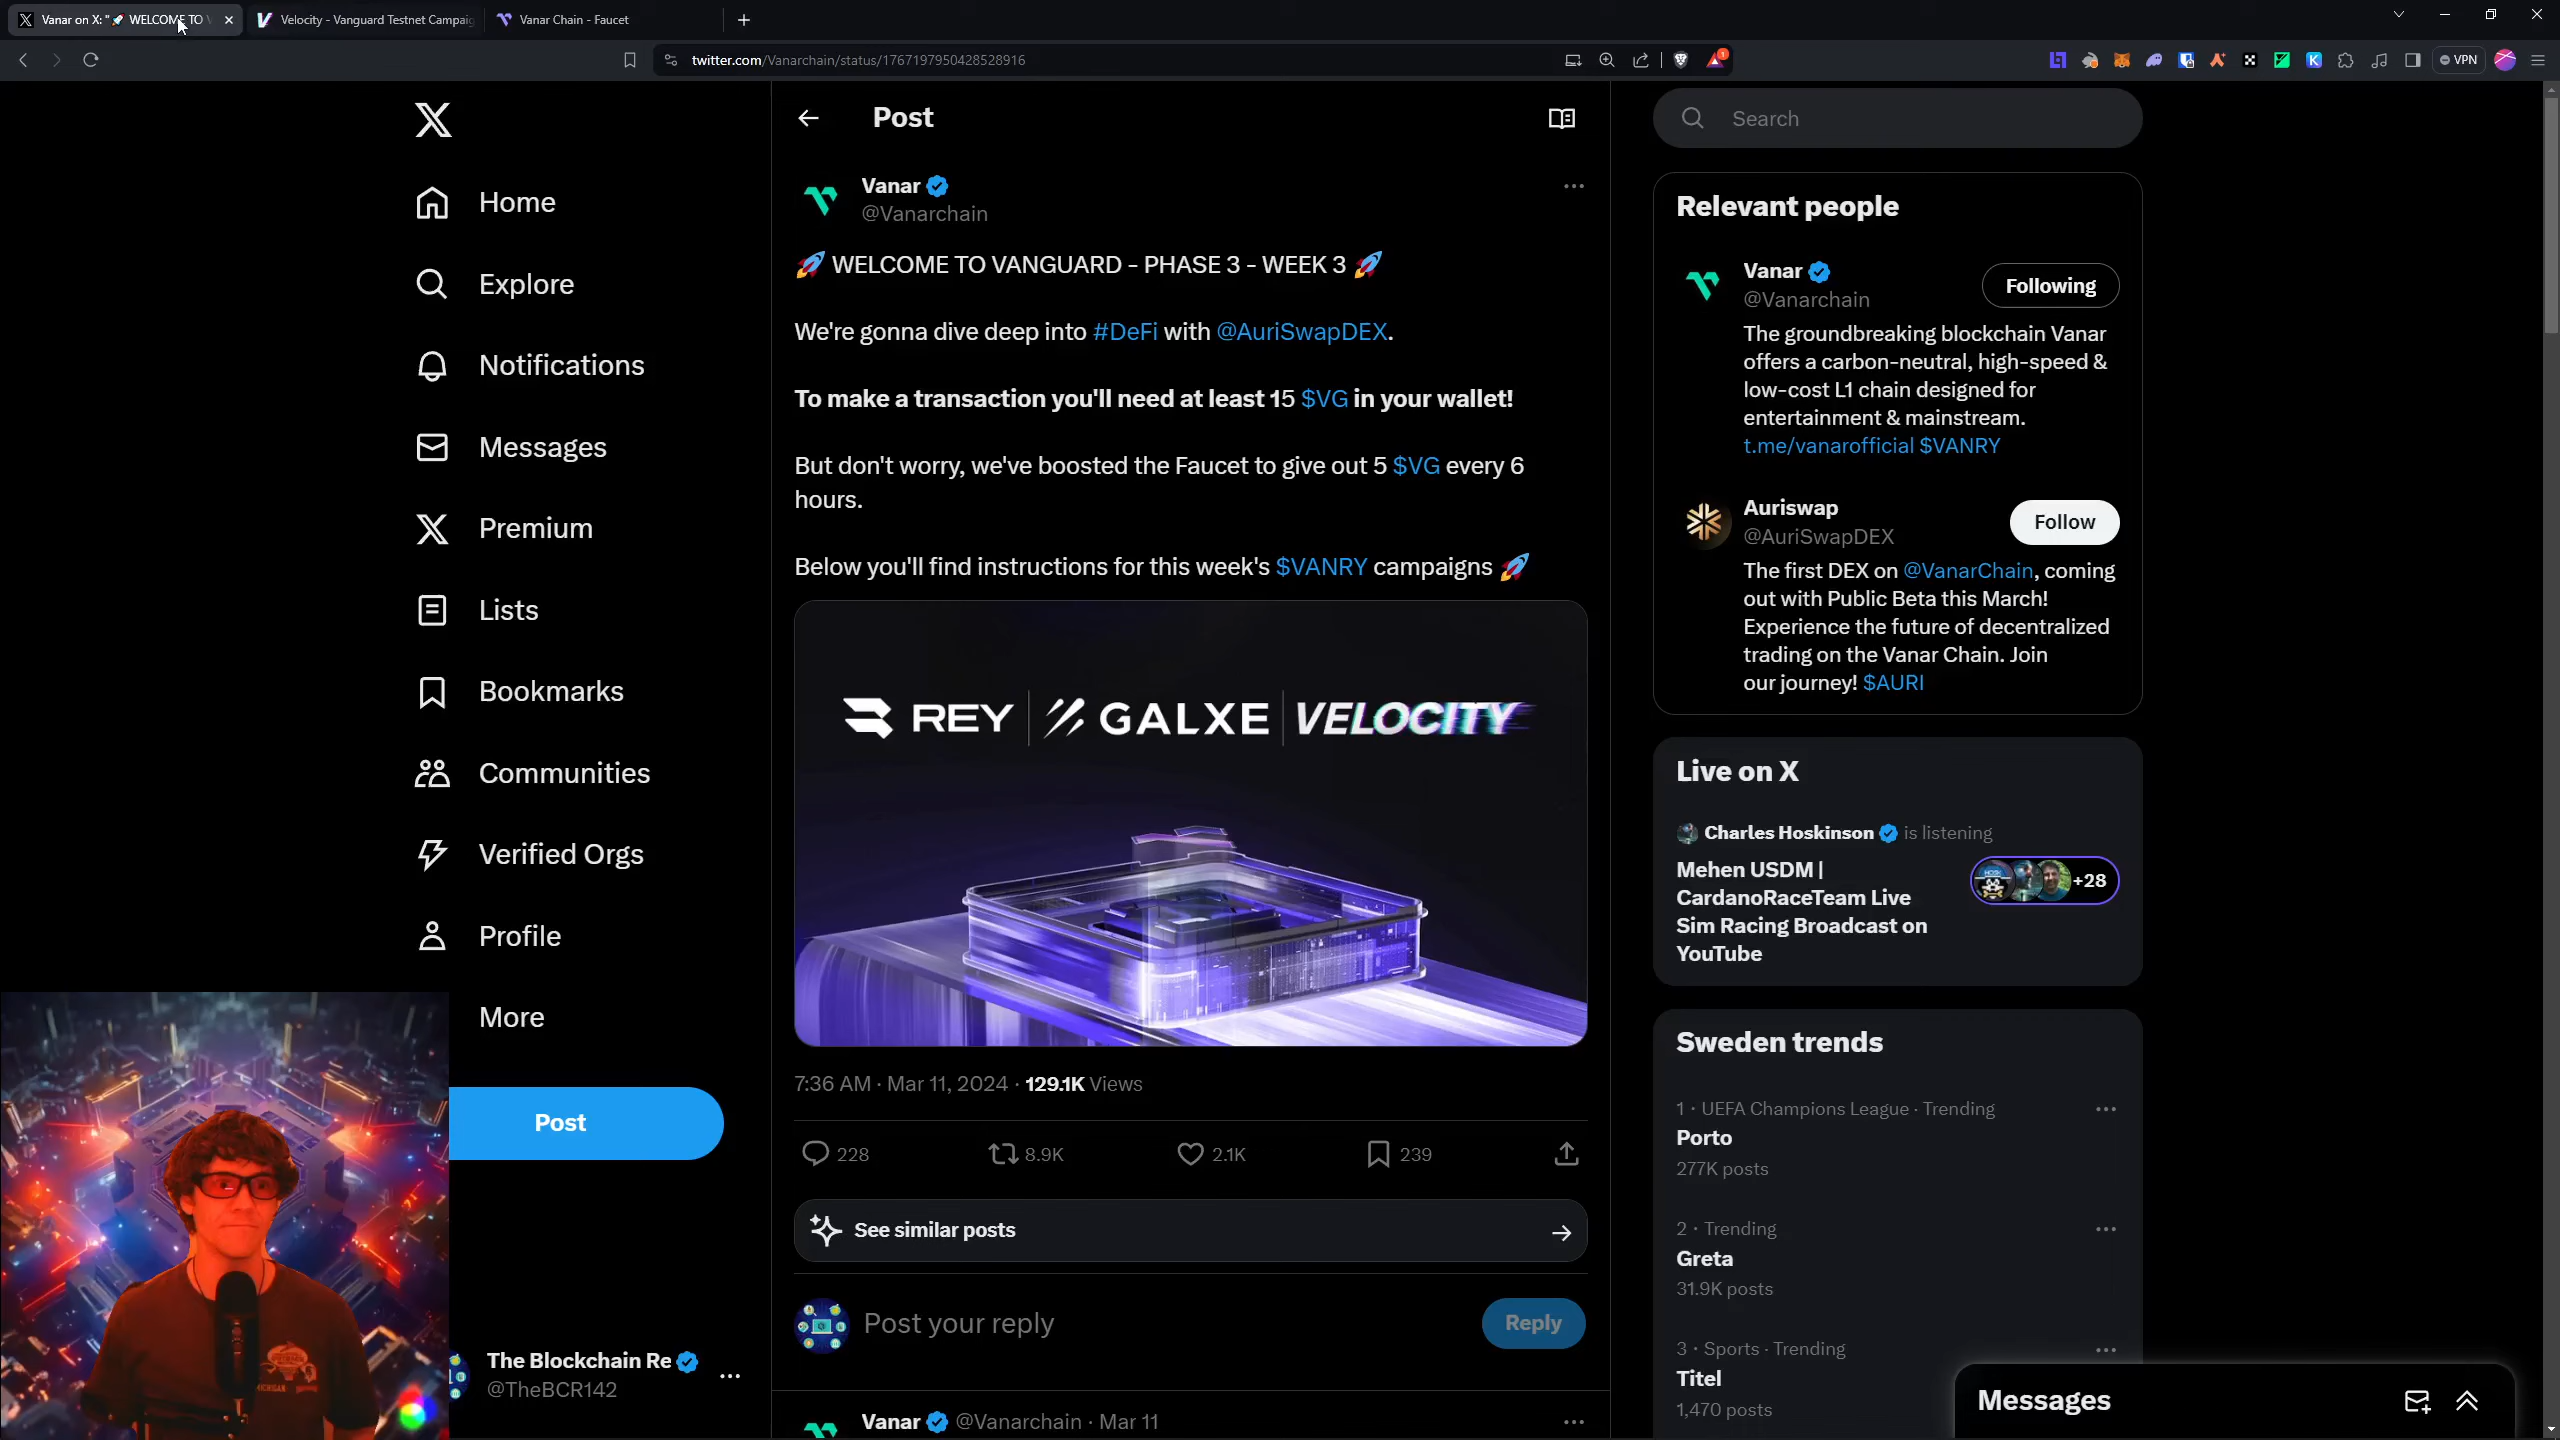 Vanar on X: "🚀 WELCOME TO V
Velocity - Vanguard Testnet Campaig
Vanar Chain - Faucet
twitter.com/Vanarchain/status/1767197950428528916
1
VPN
Home
Explore
Notifications
Messages
Premium
Lists
Bookmarks
Communities
Verified Orgs
Profile
More
Post
The Blockchain Re
@TheBCR142
Post
Vanar
@Vanarchain
🚀 WELCOME TO VANGUARD - PHASE 3 - WEEK 3 🚀
We're gonna dive deep into #DeFi with @AuriSwapDEX.
To make a transaction you'll need at least 15 $VG in your wallet!
But don't worry, we've boosted the Faucet to give out 5 $VG every 6
hours.
Below you'll find instructions for this week's $VANRY campaigns 🚀
REY | GALXE | VELOCITY
7:36 AM · Mar 11, 2024 · 129.1K Views
228 8.9K 2.1K 239
See similar posts
Post your reply
Reply
Vanar @Vanarchain · Mar 11
Search
Relevant people
Vanar
@Vanarchain
Following
The groundbreaking blockchain Vanar
offers a carbon-neutral, high-speed &
low-cost L1 chain designed for
entertainment & mainstream.
t.me/vanarofficial $VANRY
Auriswap
@AuriSwapDEX
Follow
The first DEX on @VanarChain, coming
out with Public Beta this March!
Experience the future of decentralized
trading on the Vanar Chain. Join
our journey! $AURI
Live on X
Charles Hoskinson is listening
Mehen USDM |
CardanoRaceTeam Live
Sim Racing Broadcast on
YouTube
+28
Sweden trends
1 · UEFA Champions League · Trending
Porto
277K posts
2 · Trending
Greta
31.9K posts
3 · Sports · Trending
Titel
1,470 posts
Messages